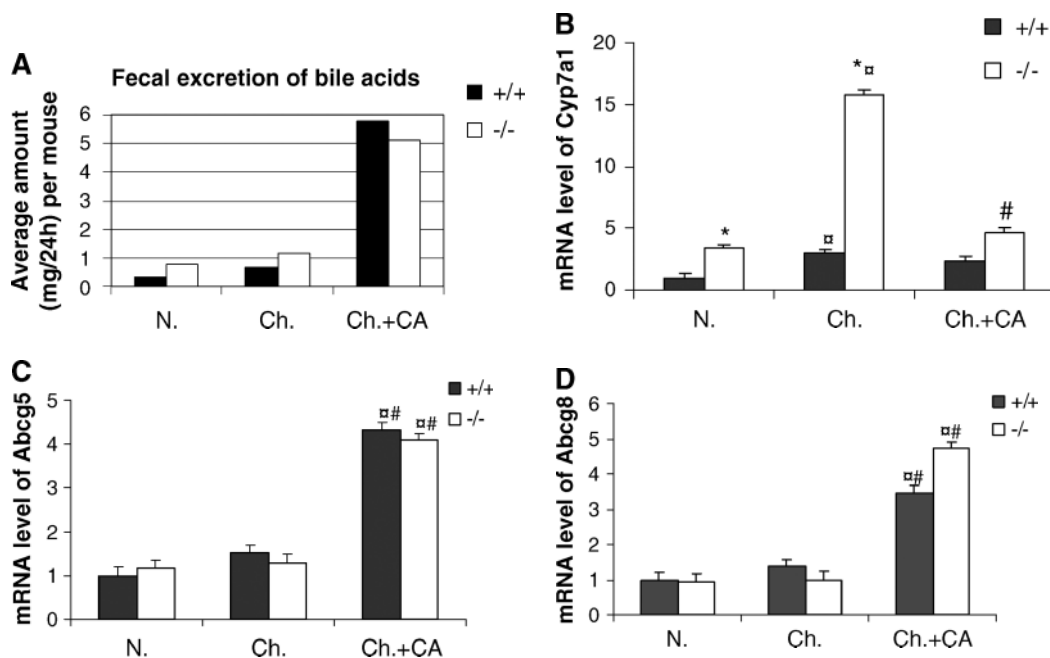 A
Fecal excretion of bile acids
+/+
-/-
Average amount
(mg/24h) per mouse
6
5
4
3
2
1
0
N. Ch. Ch.+CA
B
+/+
-/-
mRNA level of Cyp7a1
20
15
10
5
0
*
¤
* ¤
#
N. Ch. Ch.+CA
C
+/+
-/-
mRNA level of Abcg5
5
4
3
2
1
0
¤# ¤#
N. Ch. Ch.+CA
D
+/+
-/-
mRNA level of Abcg8
6
5
4
3
2
1
0
¤# ¤#
N. Ch. Ch.+CA